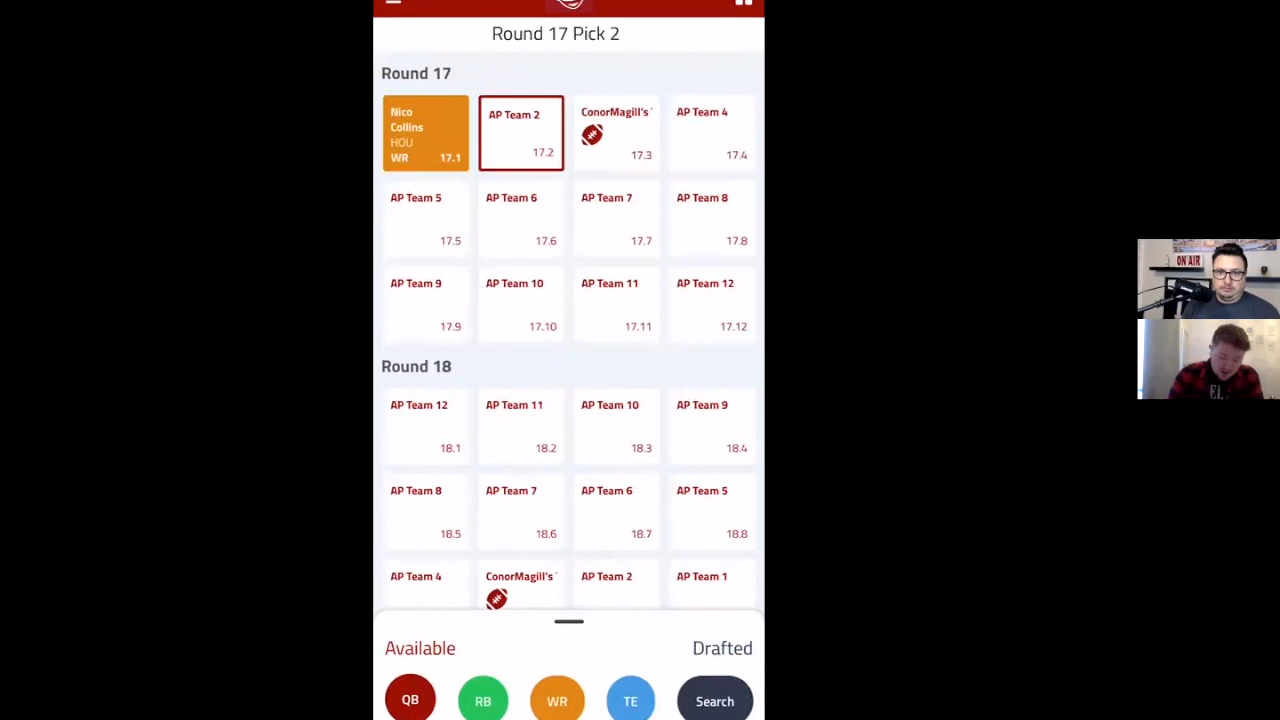 Round 17 Pick 2
Round 17
Nico
Collins
HOU
WR 17.1
AP Team 2
17.2
ConorMagill's
17.3
AP Team 4
17.4
AP Team 5
17.5
AP Team 6
17.6
AP Team 7
17.7
AP Team 8
17.8
AP Team 9
17.9
AP Team 10
17.10
AP Team 11
17.11
AP Team 12
17.12
Round 18
AP Team 12
18.1
AP Team 11
18.2
AP Team 10
18.3
AP Team 9
18.4
AP Team 8
18.5
AP Team 7
18.6
AP Team 6
18.7
AP Team 5
18.8
AP Team 4
ConorMagill's
AP Team 2
AP Team 1
Available
Drafted
QB
RB
WR
TE
Search
ON AIR